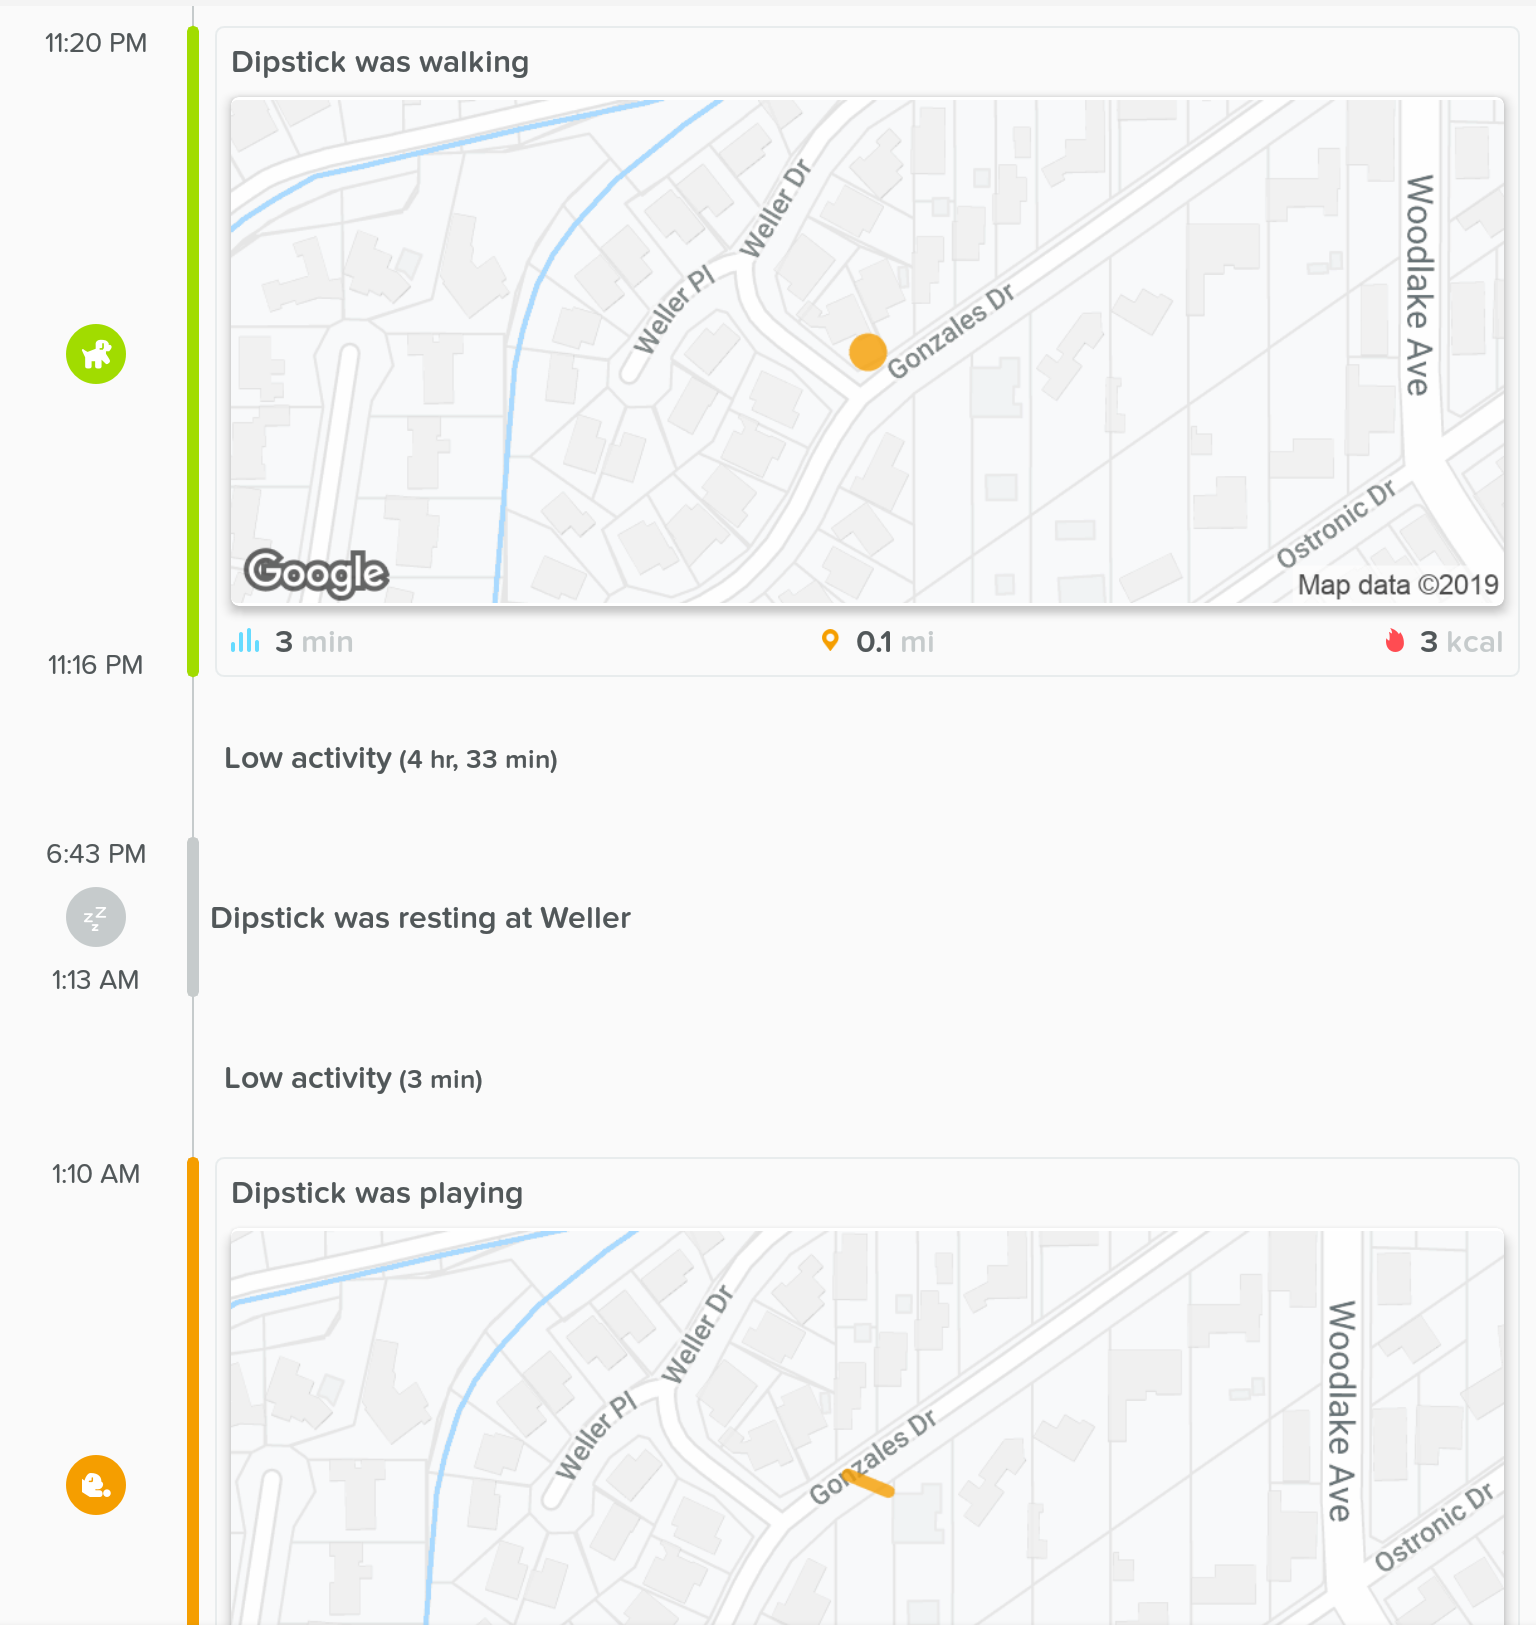 11:20 PM
Dipstick was walking
Weller Dr
Weller Pl
Gonzales Dr
Woodlake Ave
Ostronic Dr
Google
Map data ©2019
3 min
0.1 mi
3 kcal
11:16 PM
Low activity (4 hr, 33 min)
6:43 PM
zZz
Dipstick was resting at Weller
1:13 AM
Low activity (3 min)
1:10 AM
Dipstick was playing
Weller Dr
Weller Pl
Gonzales Dr
Woodlake Ave
Ostronic Dr